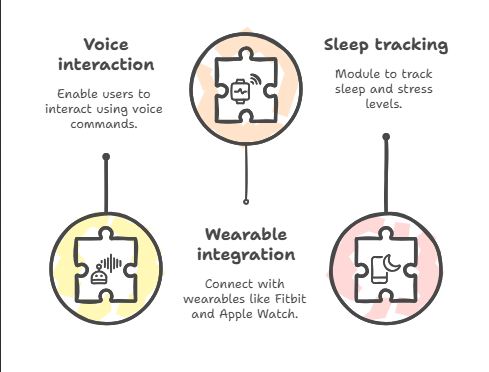 Voice
interaction
Enable users to
interact using voice
commands.
Sleep tracking
Module to track
sleep and stress
levels.
Wearable
integration
Connect with
wearables like Fitbit
and Apple Watch.